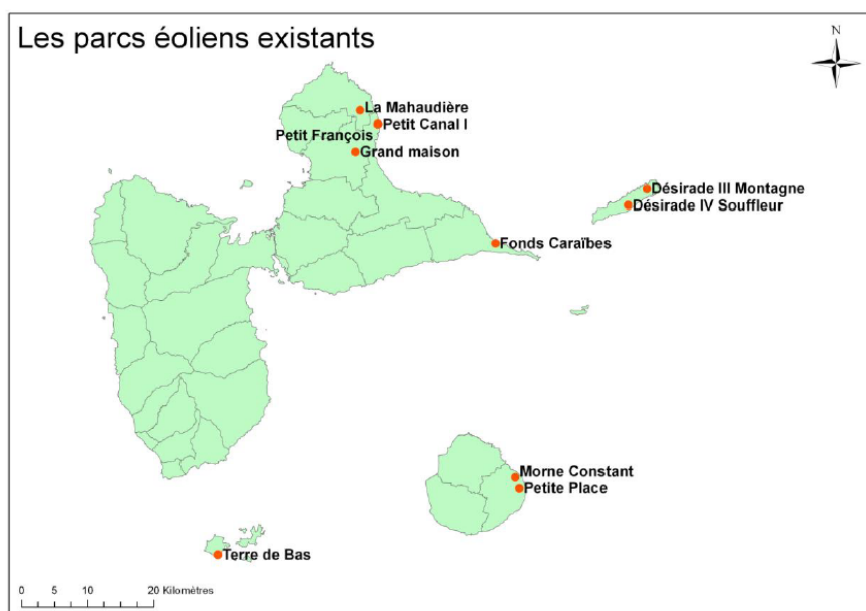 Les parcs éoliens existants
N
La Mahaudière
Petit Canal I
Petit François
Grand maison
Désirade III Montagne
Désirade IV Souffleur
Fonds Caraïbes
Morne Constant
Petite Place
Terre de Bas
0 5 10 20 Kilomètres